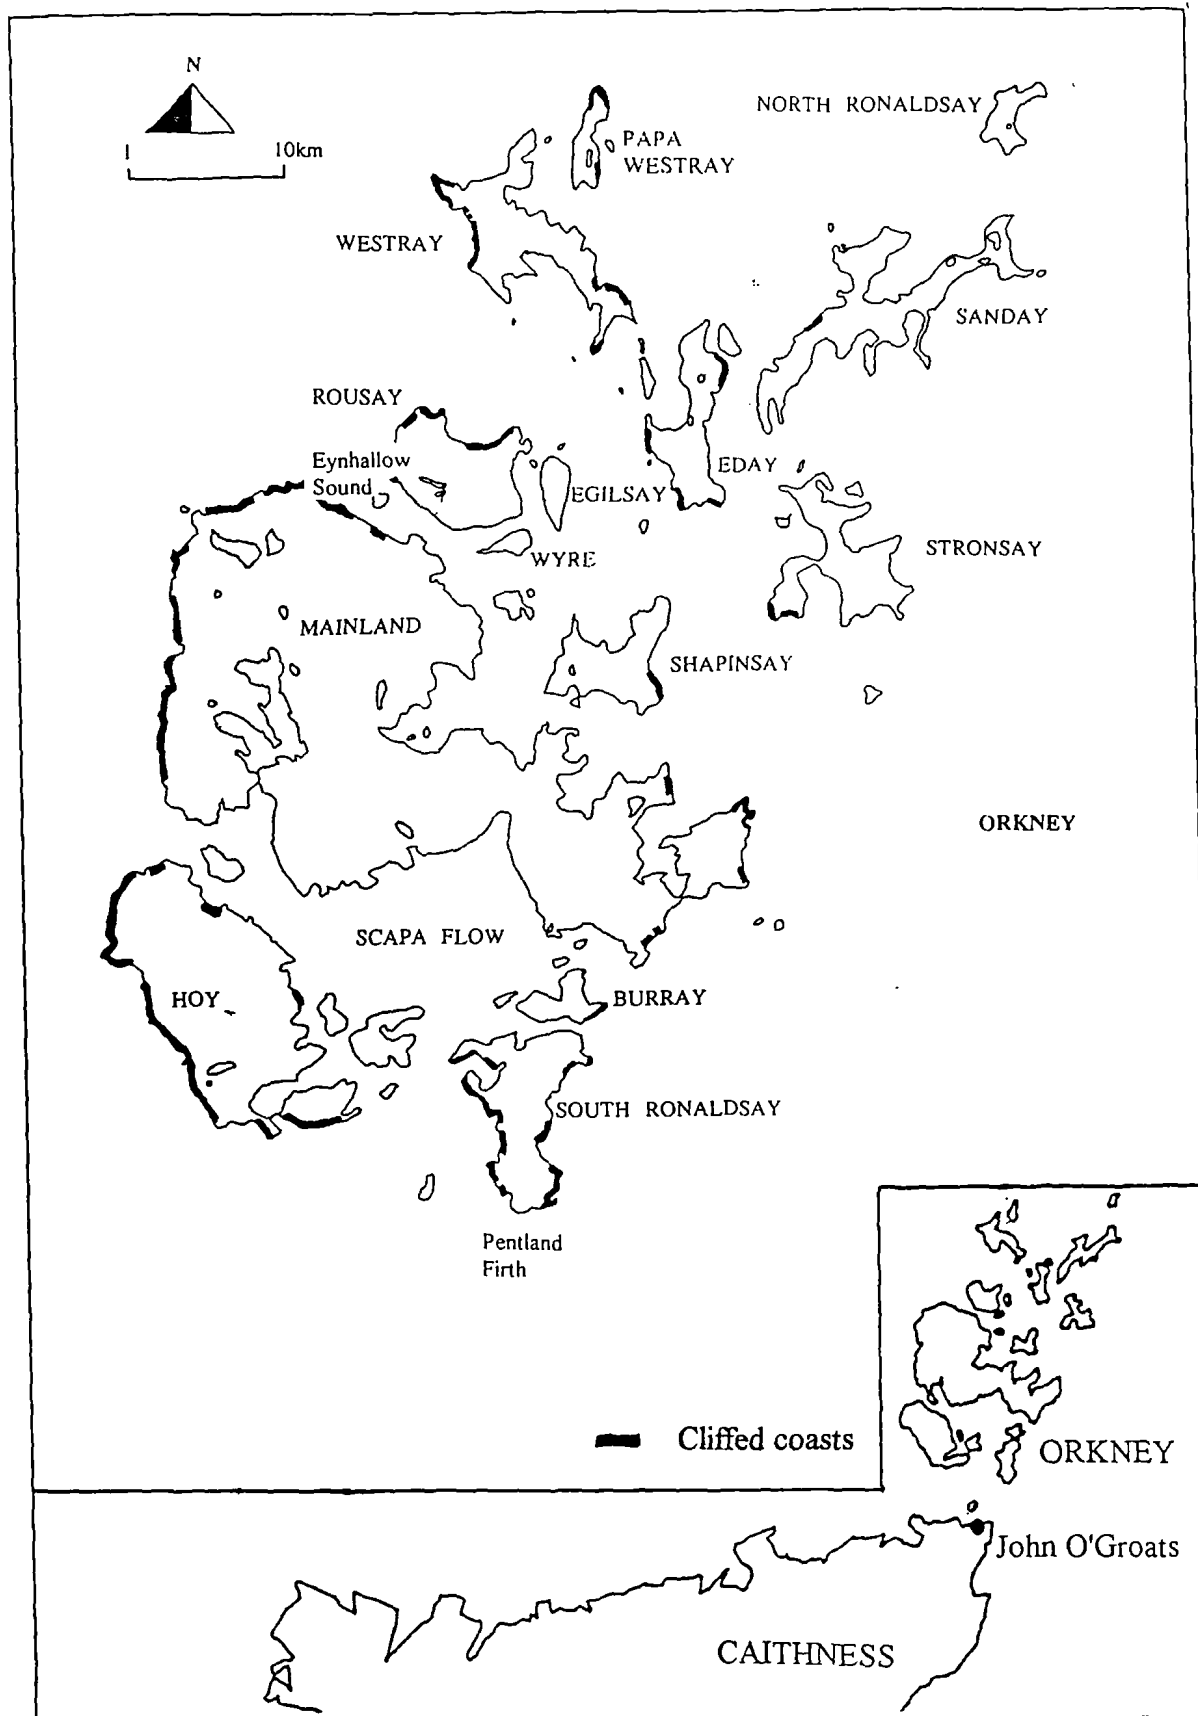 N
1 10km
NORTH RONALDSAY
PAPA
WESTRAY
WESTRAY
SANDAY
ROUSAY
Eynhallow
Sound
EDAY
EGILSAY
WYRE
STRONSAY
MAINLAND
SHAPINSAY
ORKNEY
SCAPA FLOW
HOY
BURRAY
SOUTH RONALDSAY
Pentland
Firth
Cliffed coasts
ORKNEY
John O'Groats
CAITHNESS